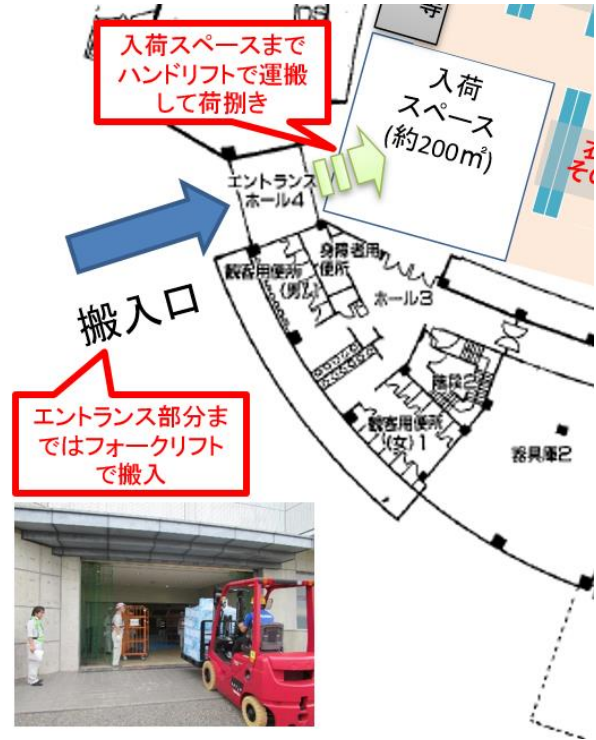 等
入荷スペースまで
ハンドリフトで運搬
して荷捌き
入荷
スペース
(約200㎡)
エントランス
ホール4
身障者用
便所
観客用便所
(男)1
ホール3
搬入口
階段2
観客用便所
(女)1
器具庫2
エントランス部分ま
ではフォークリフト
で搬入